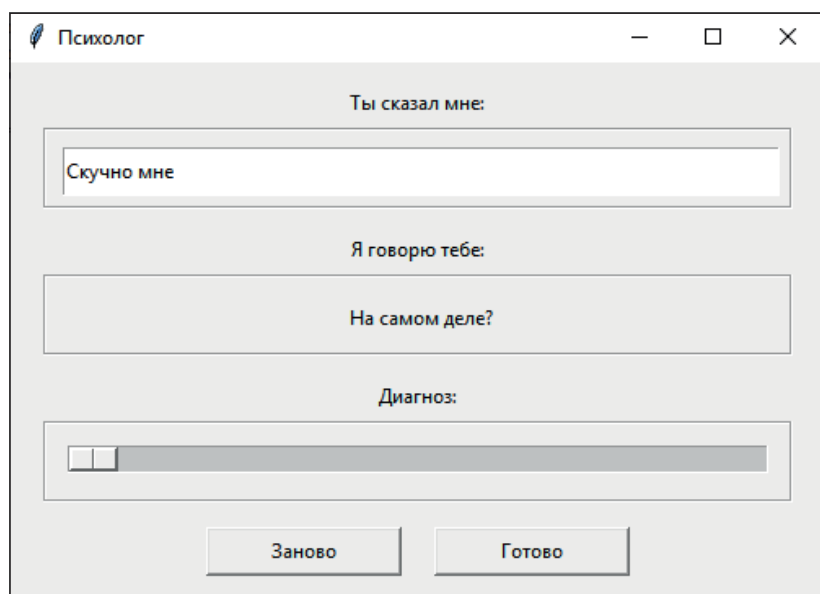 Психолог
Ты сказал мне:
Скучно мне
Я говорю тебе:
На самом деле?
Диагноз:
Заново Готово